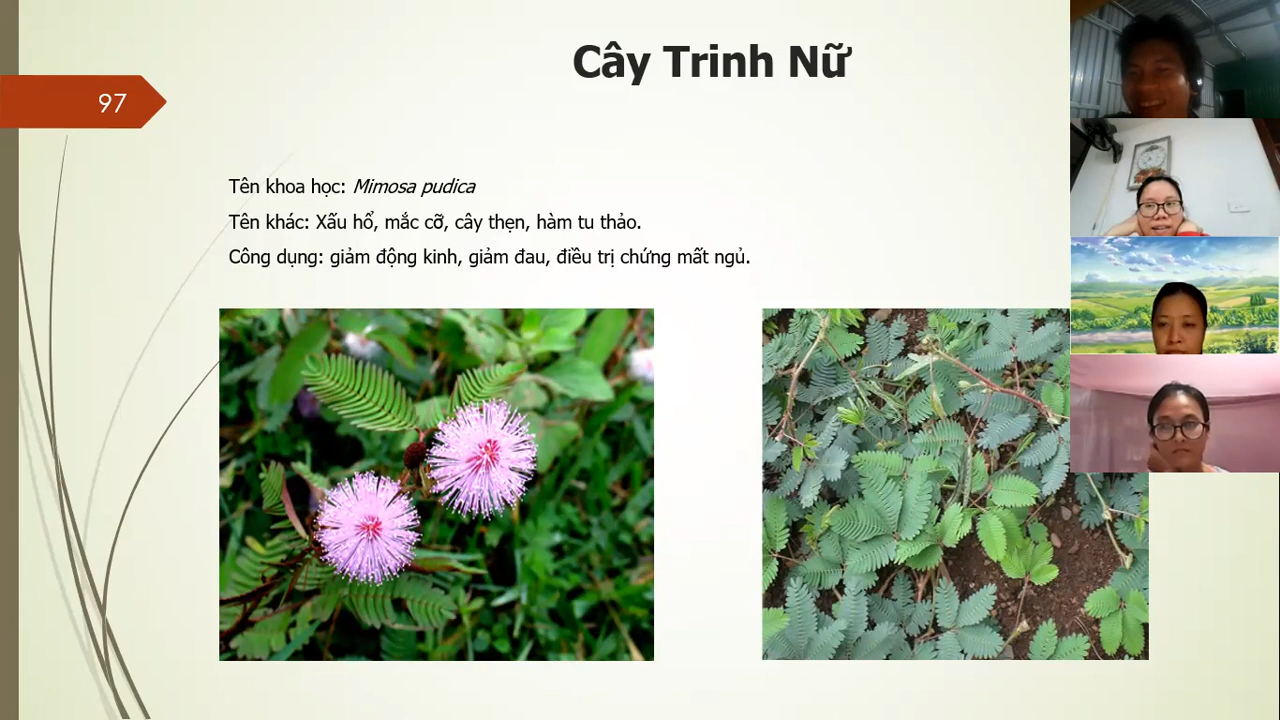 Cây Trinh Nữ
97
Tên khoa học: Mimosa pudica
Tên khác: Xấu hổ, mắc cỡ, cây thẹn, hàm tu thảo.
Công dụng: giảm động kinh, giảm đau, điều trị chứng mất ngủ.